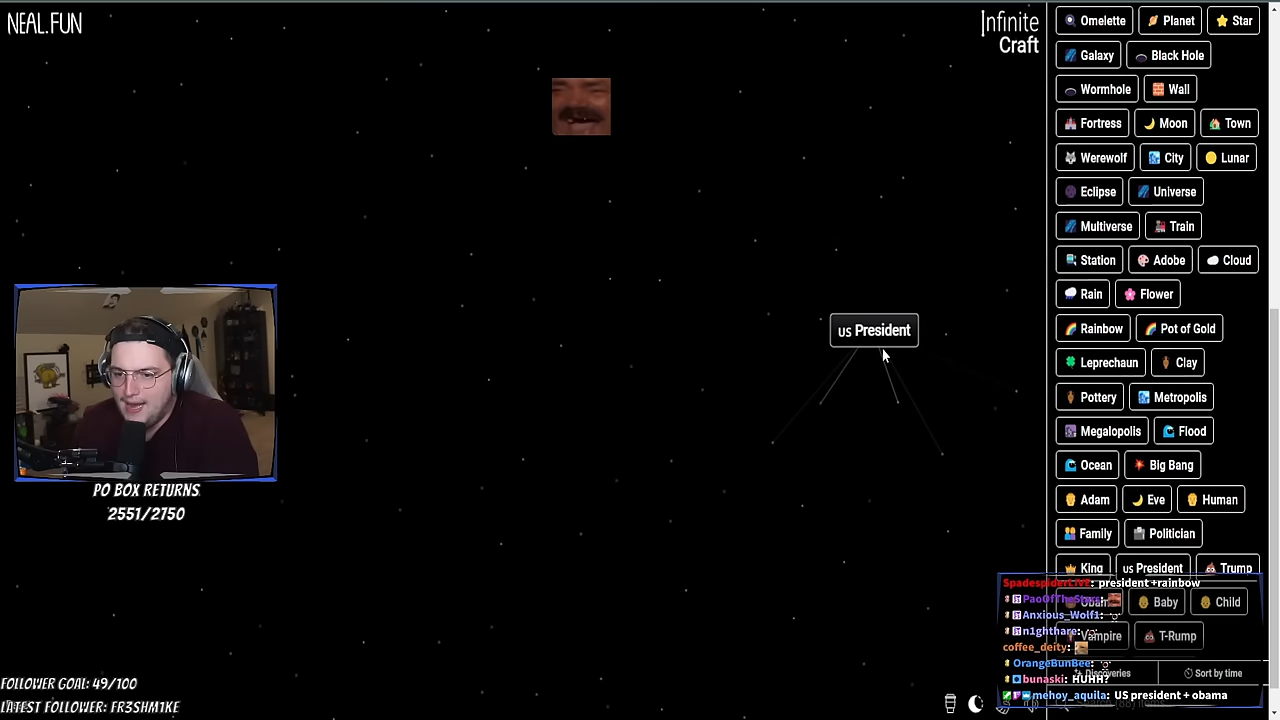 NEAL.FUN
Infinite Craft
Omelette Planet Star
Galaxy Black Hole
Wormhole Wall
Fortress Moon Town
Werewolf City Lunar
Eclipse Universe
Multiverse Train
Station Adobe Cloud
Rain Flower
Rainbow Pot of Gold
Leprechaun Clay
Pottery Metropolis
Megalopolis Flood
Ocean Big Bang
Adam Eve Human
Family Politician
King US President Trump
Baby Child
Vampire T-Rump
Discoveries Sort by time
US President
PO BOX RETURNS
2551/2750
FOLLOWER GOAL: 49/100
LATEST FOLLOWER: FR3SHM1KE
SpadespiderLIVE: president +rainbow
Anxious_Wolf1:
n1ghthare:
coffee_deity:
OrangeBunBee:
bunaski: HUHH?
mehoy_aquila: US president + obama